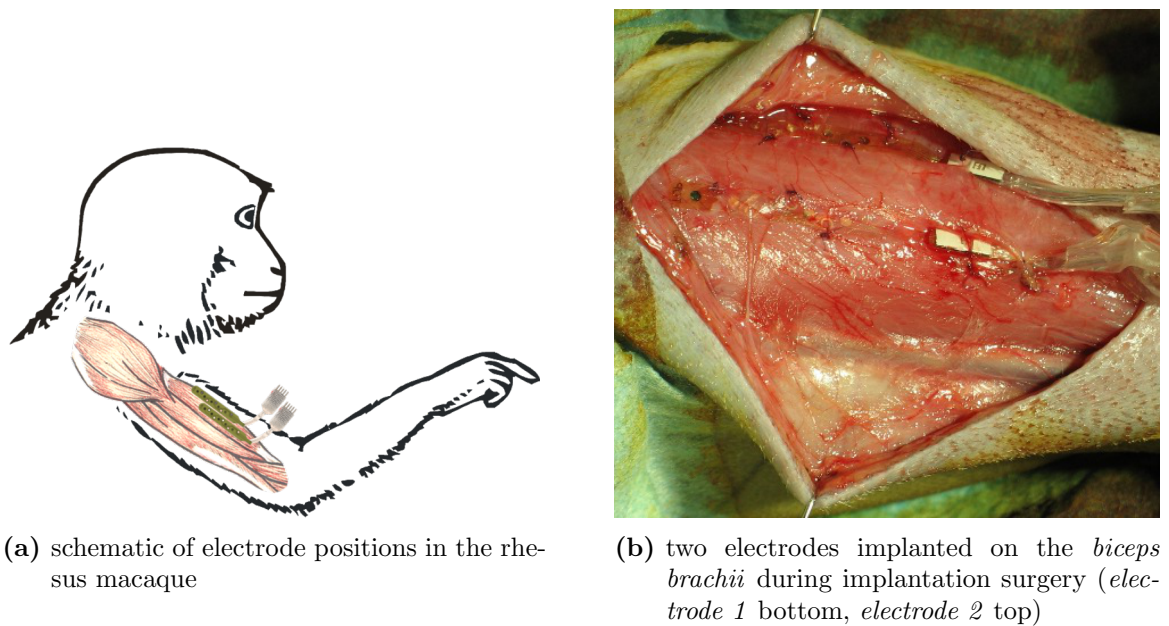 (a) schematic of electrode positions in the rhe-
sus macaque
(b) two electrodes implanted on the biceps
brachii during implantation surgery (elec-
trode 1 bottom, electrode 2 top)